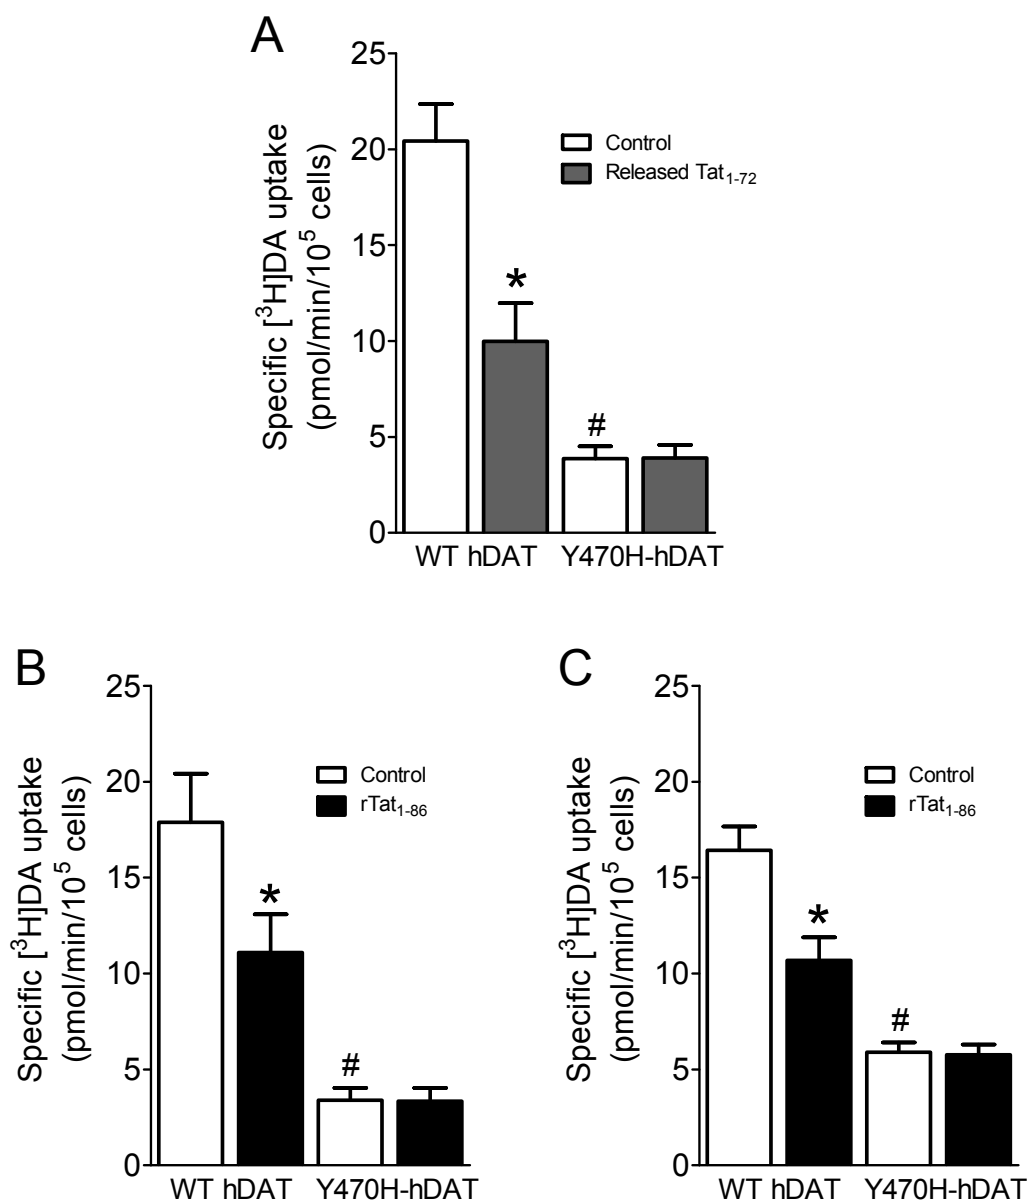 A
Specific [³H]DA uptake
(pmol/min/10⁵ cells)
25
20
15
10
5
0
Control
Released Tat₁₋₇₂
*
#
WT hDAT Y470H-hDAT
B
Specific [³H]DA uptake
(pmol/min/10⁵ cells)
25
20
15
10
5
0
Control
rTat₁₋₈₆
*
#
WT hDAT Y470H-hDAT
C
Specific [³H]DA uptake
(pmol/min/10⁵ cells)
25
20
15
10
5
0
Control
rTat₁₋₈₆
*
#
WT hDAT Y470H-hDAT